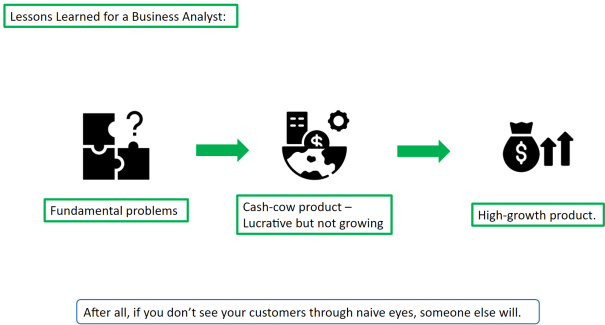 Lessons Learned for a Business Analyst:
?
$
$
Fundamental problems
Cash-cow product –
Lucrative but not growing
High-growth product.
After all, if you don’t see your customers through naive eyes, someone else will.